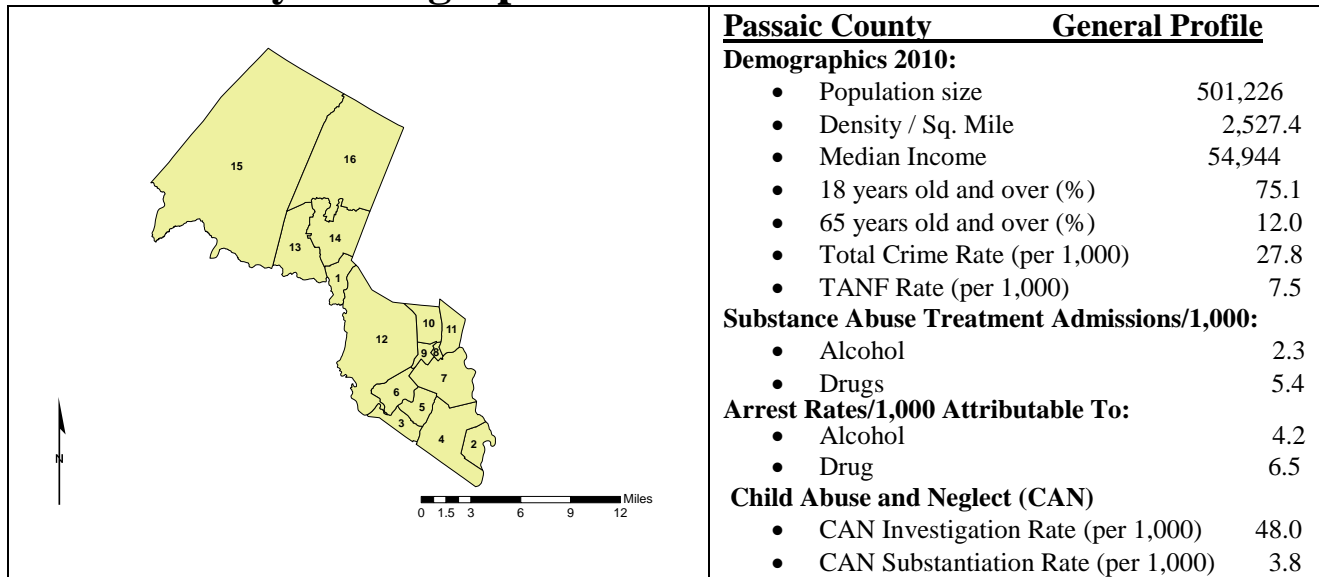 Passaic County General Profile
Demographics 2010:
• Population size 501,226
• Density / Sq. Mile 2,527.4
• Median Income 54,944
• 18 years old and over (%) 75.1
• 65 years old and over (%) 12.0
• Total Crime Rate (per 1,000) 27.8
• TANF Rate (per 1,000) 7.5
Substance Abuse Treatment Admissions/1,000:
• Alcohol 2.3
• Drugs 5.4
Arrest Rates/1,000 Attributable To:
• Alcohol 4.2
• Drug 6.5
Child Abuse and Neglect (CAN)
• CAN Investigation Rate (per 1,000) 48.0
• CAN Substantiation Rate (per 1,000) 3.8
15
16
13
14
1
12
10
11
9
8
7
6
5
3
4
2
N
Miles
0 1.5 3 6 9 12